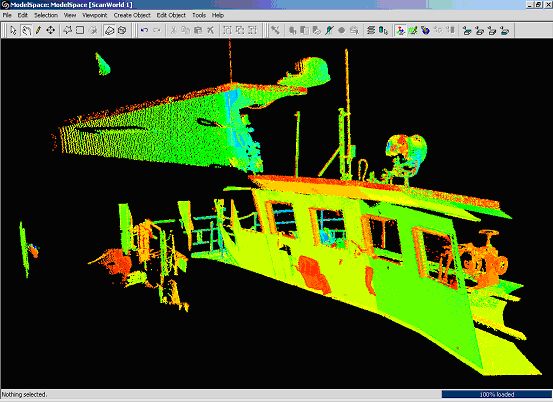 ModelSpace: ModelSpace [ScanWorld 1]
File Edit Selection View Viewpoint Create Object Edit Object Tools Help
Nothing selected. 100% loaded